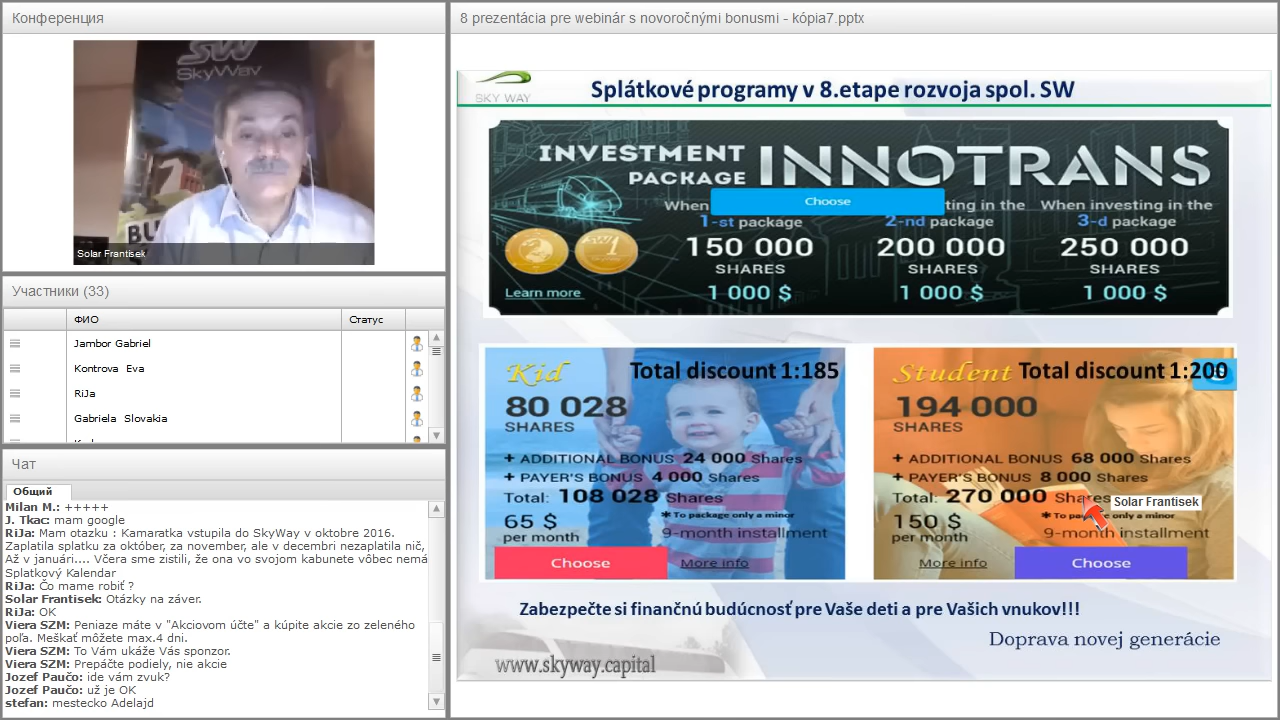 Конференция
SW
SkyWay
BU
Solar Frantisek
Участники (33)
ФИО
Статус
Jambor Gabriel
Kontrova Eva
RiJa
Gabriela Slovakia
Чат
Общий
Milan M.: +++++
J. Tkac: mam google
RiJa: Mam otazku : Kamaratka vstupila do SkyWay v oktobre 2016.
Zaplatila splatku za október, za november, ale v decembri nezaplatila nič,
Až v januári.... Včera sme zistili, že ona vo svojom kabunete vôbec nemá
Splatkový Kalendar
RiJa: Čo mame robiť ?
Solar Frantisek: Otázky na záver.
RiJa: OK
Viera SZM: Peniaze máte v "Akciovom účte" a kúpite akcie zo zeleného
poľa. Meškať môžete max.4 dni.
Viera SZM: To Vám ukáže Vás sponzor.
Viera SZM: Prepáčte podiely, nie akcie
Jozef Paučo: ide vám zvuk?
Jozef Paučo: už je OK
stefan: mestecko Adelajd
8 prezentácia pre webinár s novoročnými bonusmi - kópia7.pptx
SKY WAY
Splátkové programy v 8.etape rozvoja spol. SW
INVESTMENT
PACKAGE
INNOTRANS
Choose
When
ting in the
When investing in the
1-st package
2-nd package
3-d package
150 000
200 000
250 000
SHARES
SHARES
SHARES
Learn more
1 000 $
1 000 $
1 000 $
Kid
Total discount 1:185
80 028
SHARES
+ ADDITIONAL BONUS 24 000 Shares
+ PAYER'S BONUS 4 000 Shares
Total: 108 028 Shares
* To package only a minor
65 $
per month
9-month installment
Choose
More info
Student
Total discount 1:200
194 000
SHARES
+ ADDITIONAL BONUS 68 000 Shares
+ PAYER'S BONUS 8 000 Shares
Total: 270 000 Shares
Solar Frantisek
* To package only a minor
150 $
per month
9-month installment
More info
Choose
Zabezpečte si finančnú budúcnosť pre Vaše deti a pre Vašich vnukov!!!
Doprava novej generácie
www.skyway.capital